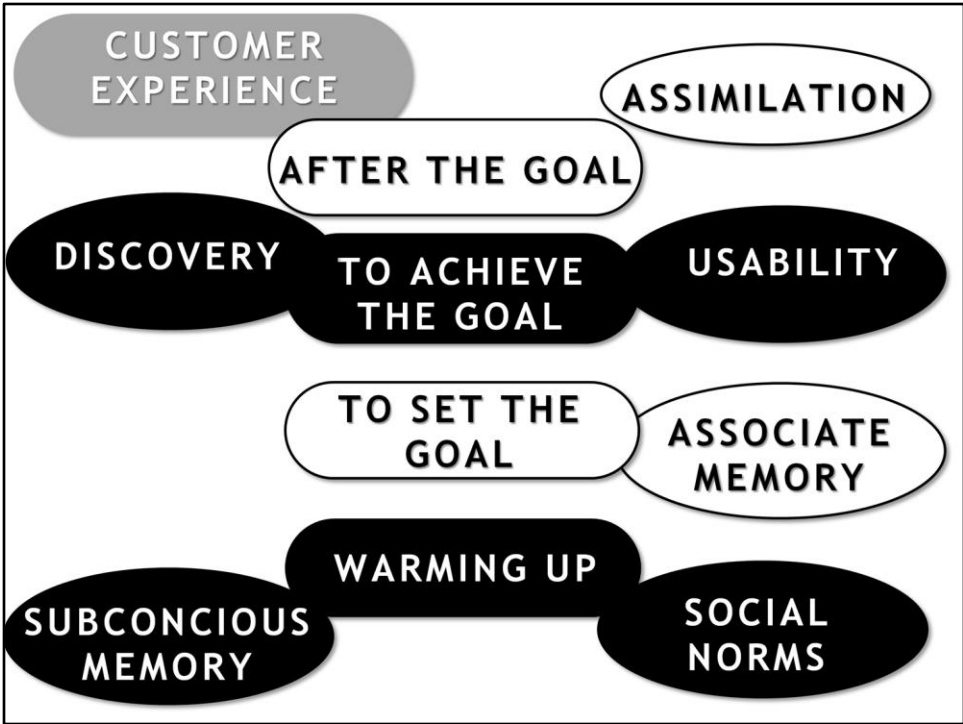 CUSTOMER
EXPERIENCE
ASSIMILATION
AFTER THE GOAL
DISCOVERY
TO ACHIEVE
THE GOAL
USABILITY
TO SET THE
GOAL
ASSOCIATE
MEMORY
WARMING UP
SUBCONCIOUS
MEMORY
SOCIAL
NORMS